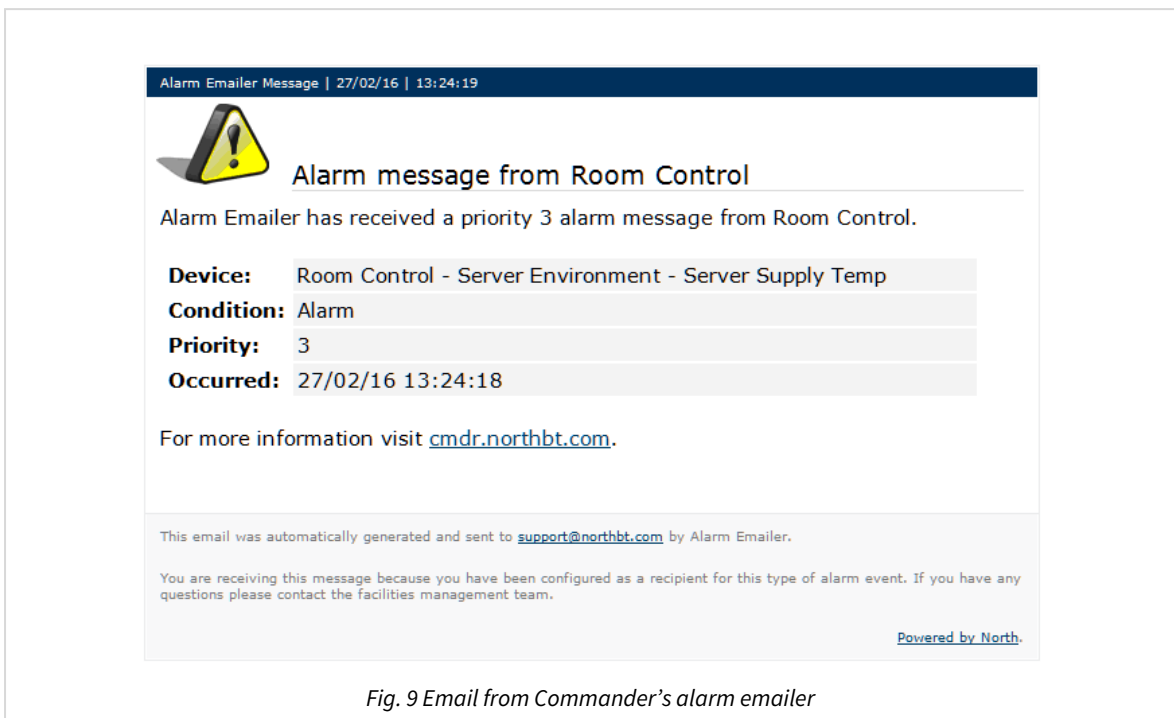 Alarm Emailer Message | 27/02/16 | 13:24:19
Alarm message from Room Control
Alarm Emailer has received a priority 3 alarm message from Room Control.
Device: Room Control - Server Environment - Server Supply Temp
Condition: Alarm
Priority: 3
Occurred: 27/02/16 13:24:18
For more information visit cmdr.northbt.com.
This email was automatically generated and sent to support@northbt.com by Alarm Emailer.
You are receiving this message because you have been configured as a recipient for this type of alarm event. If you have any
questions please contact the facilities management team.
Powered by North.
Fig. 9 Email from Commander’s alarm emailer